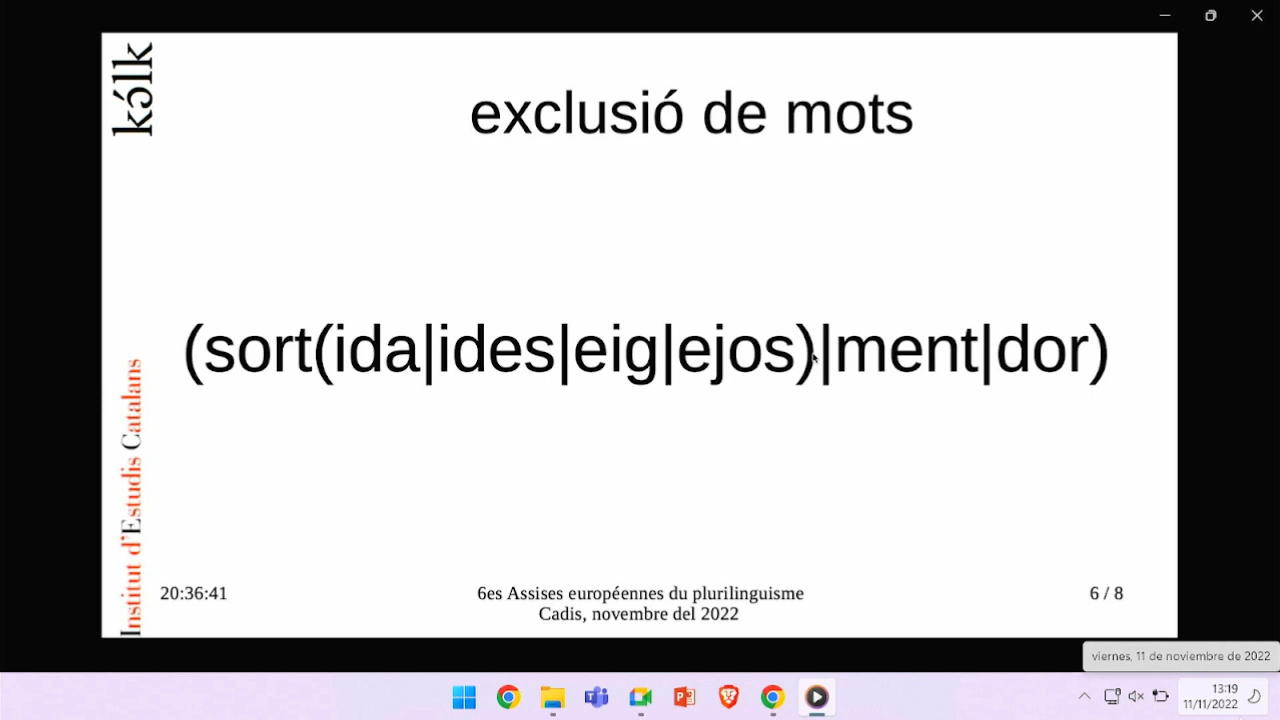 kə́lk
exclusió de mots
(sort(ida|ides|eig|ejos)|ment|dor)
Institut d'Estudis Catalans
20:36:41
6es Assises européennes du plurilinguisme
Cadis, novembre del 2022
6 / 8
viernes, 11 de noviembre de 2022
13:19
11/11/2022